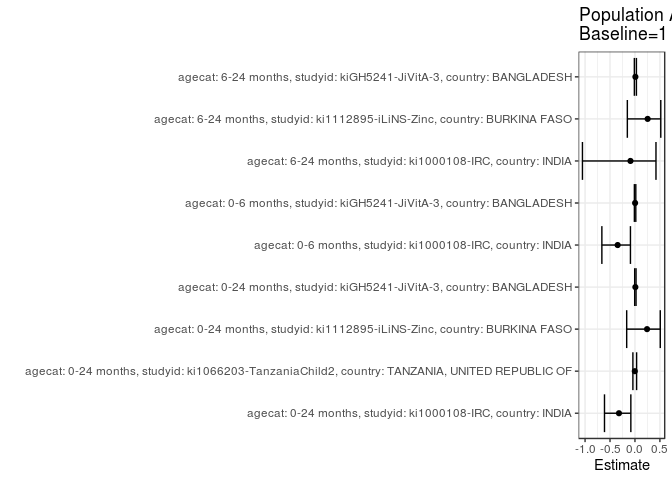 Population
Baseline=1
agecat: 6-24 months, studyid: kiGH5241-JiVitA-3, country: BANGLADESH
agecat: 6-24 months, studyid: ki1112895-iLiNS-Zinc, country: BURKINA FASO
agecat: 6-24 months, studyid: ki1000108-IRC, country: INDIA
agecat: 0-6 months, studyid: kiGH5241-JiVitA-3, country: BANGLADESH
agecat: 0-6 months, studyid: ki1000108-IRC, country: INDIA
agecat: 0-24 months, studyid: kiGH5241-JiVitA-3, country: BANGLADESH
agecat: 0-24 months, studyid: ki1112895-iLiNS-Zinc, country: BURKINA FASO
agecat: 0-24 months, studyid: ki1066203-TanzaniaChild2, country: TANZANIA, UNITED REPUBLIC OF
agecat: 0-24 months, studyid: ki1000108-IRC, country: INDIA
-1.0 -0.5 0.0 0.5
Estimate